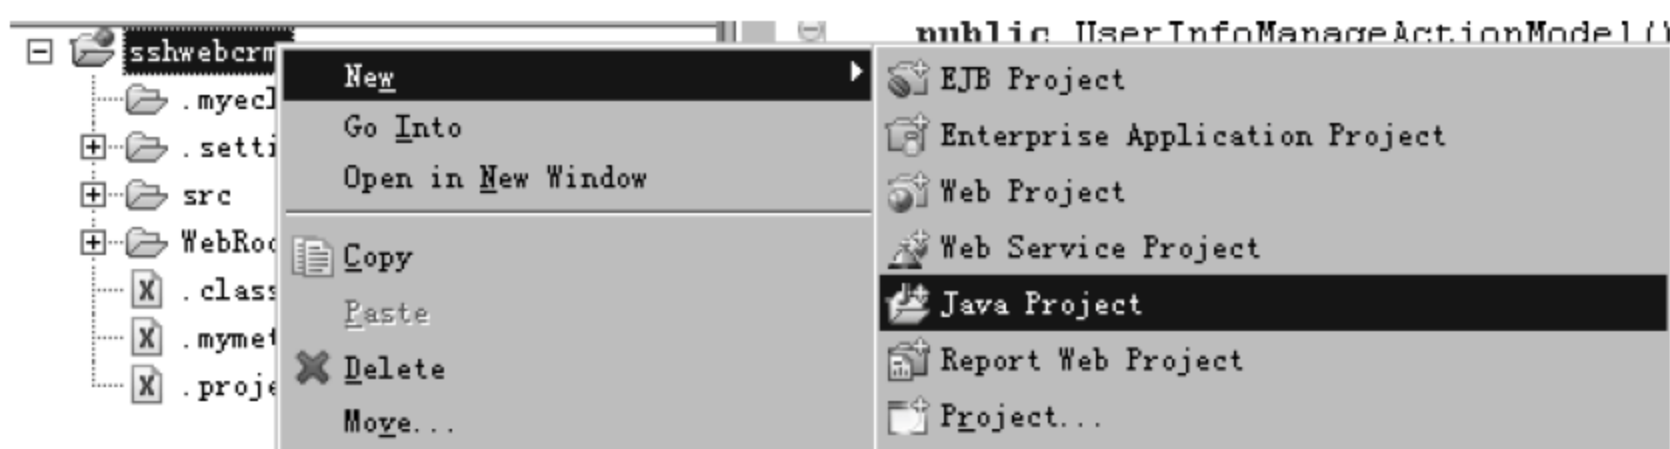 public UserInfoManageActionModel()
sshwebcrm
.myecl
.setti
src
WebRoo
.class
.mymet
.proje
New
Go Into
Open in New Window
Copy
Paste
Delete
Move...
EJB Project
Enterprise Application Project
Web Project
Web Service Project
Java Project
Report Web Project
Project...